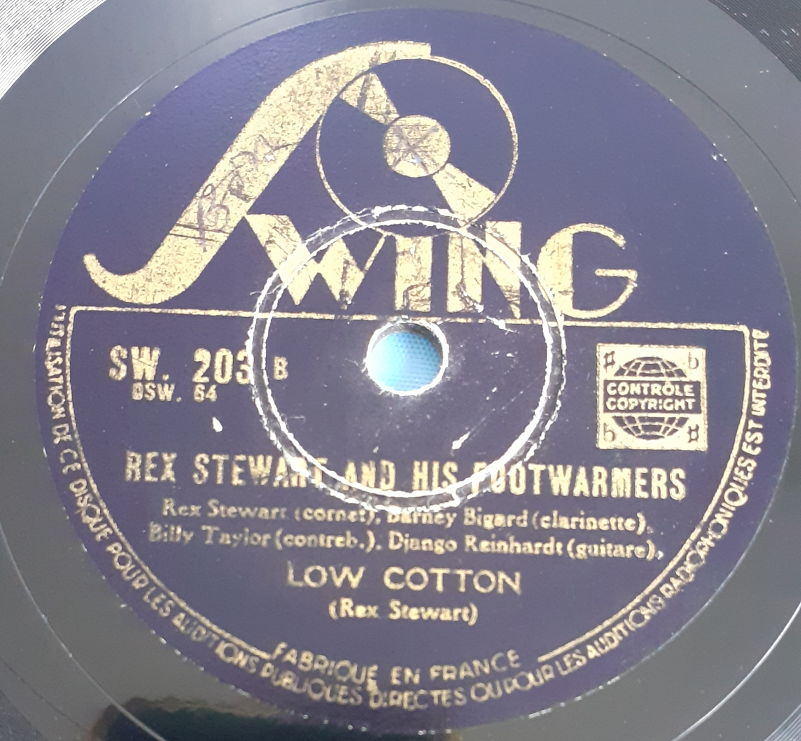 SWING
SW. 203 B
OSW. 64
CONTRÔLE
COPYRIGHT
REX STEWART AND HIS FOOTWARMERS
Rex Stewart (cornet), Barney Bigard (clarinette),
Billy Taylor (contreb.), Django Reinhardt (guitare),
LOW COTTON
(Rex Stewart)
FABRIQUÉ EN FRANCE
L'UTILISATION DE CE DISQUE POUR LES AUDITIONS PUBLIQUES DIRECTES OU POUR LES AUDITIONS RADIOPHONIQUES EST INTERDITE